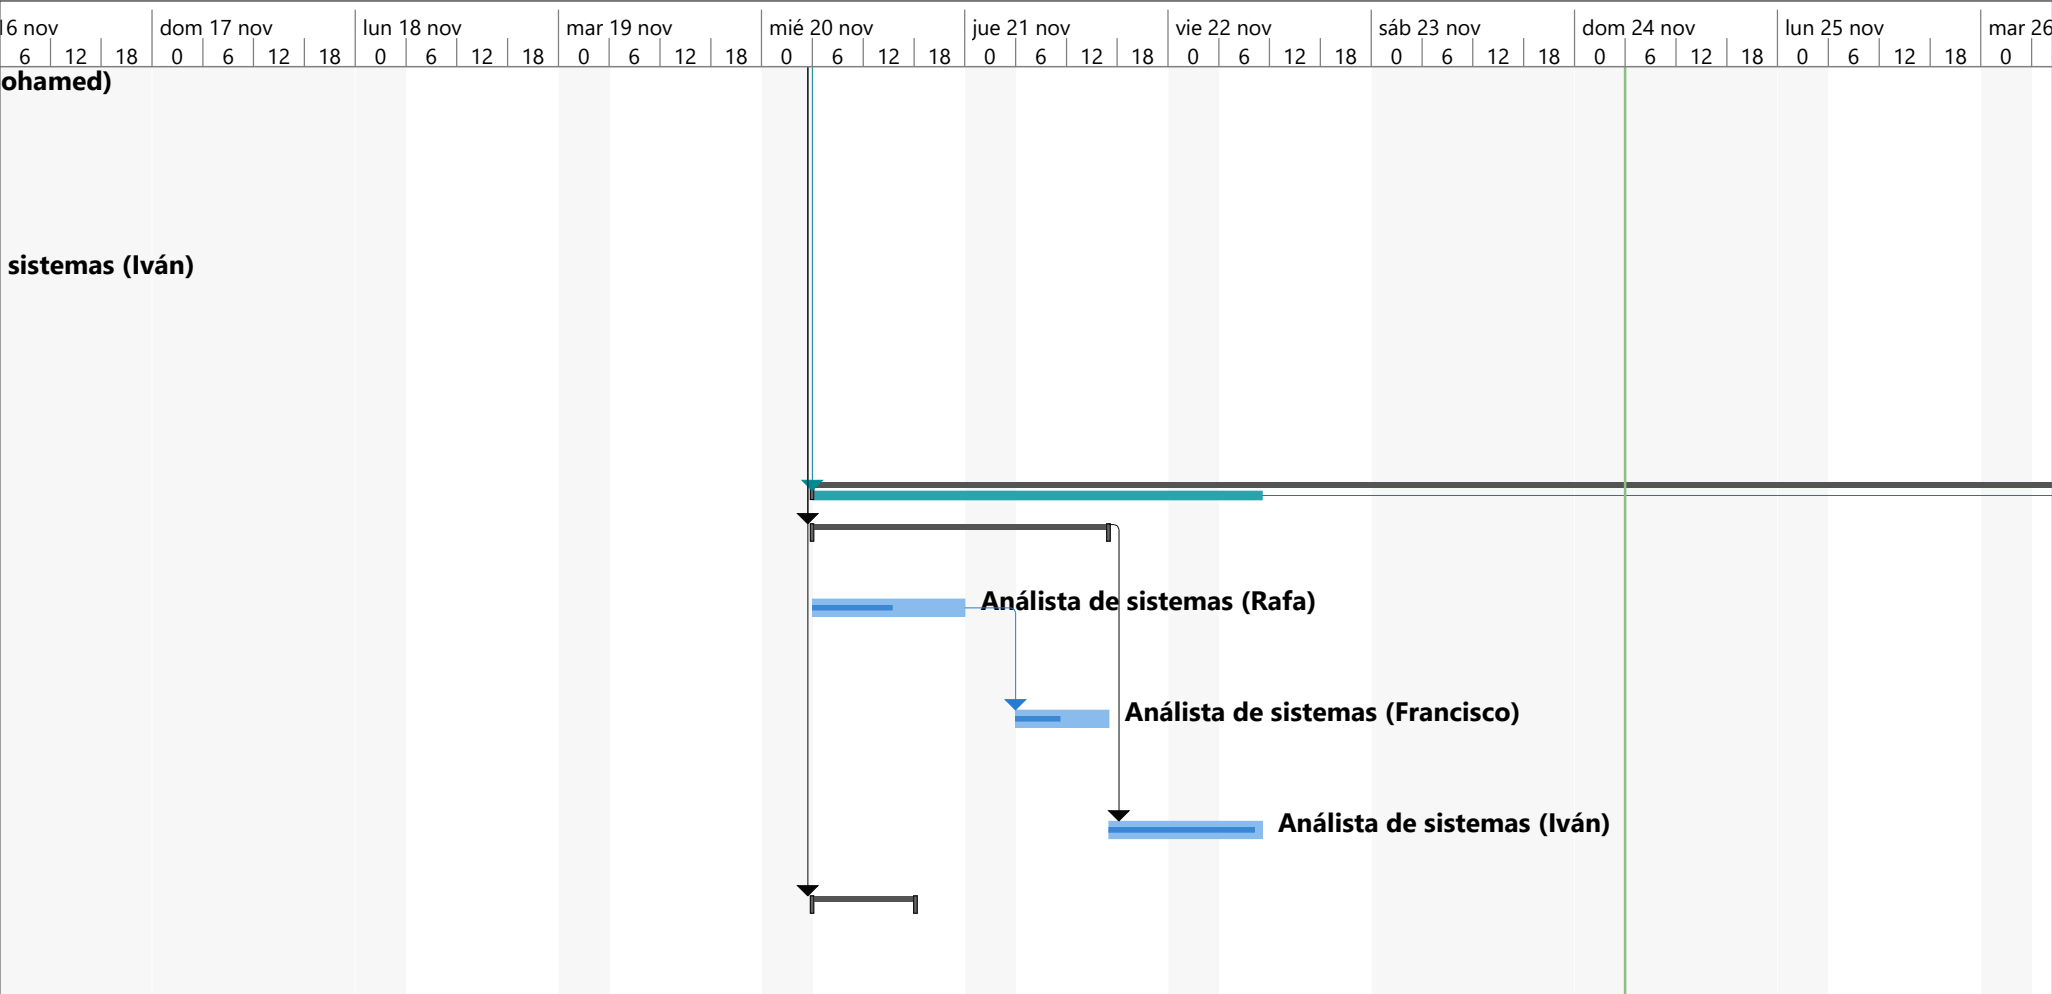 16 nov dom 17 nov lun 18 nov mar 19 nov mié 20 nov jue 21 nov vie 22 nov sáb 23 nov dom 24 nov lun 25 nov mar 26
6 12 18 0 6 12 18 0 6 12 18 0 6 12 18 0 6 12 18 0 6 12 18 0 6 12 18 0 6 12 18 0 6 12 18 0 6 12 18 0
ohamed)
sistemas (Iván)
Análista de sistemas (Rafa)
Análista de sistemas (Francisco)
Análista de sistemas (Iván)